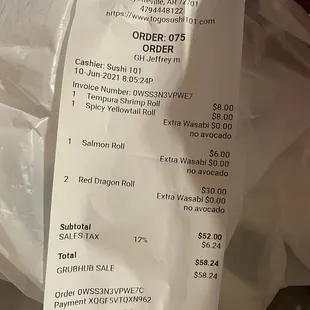 AR 72701
4794448122
https://www.togosushi101.com
ORDER: 075
ORDER
GH Jeffrey m
Cashier: Sushi 101
10-Jun-2021 8:05:24P
Invoice Number: 0WSS3N3VPWE7
1 Tempura Shrimp Roll $8.00
1 Spicy Yellowtail Roll $8.00
Extra Wasabi $0.00
no avocado
1 Salmon Roll $6.00
Extra Wasabi $0.00
no avocado
2 Red Dragon Roll $30.00
Extra Wasabi $0.00
no avocado
Subtotal $52.00
SALES TAX 12% $6.24
Total $58.24
GRUBHUB SALE $58.24
Order 0WSS3N3VPWE7C
Payment XQGF5VTQXN962